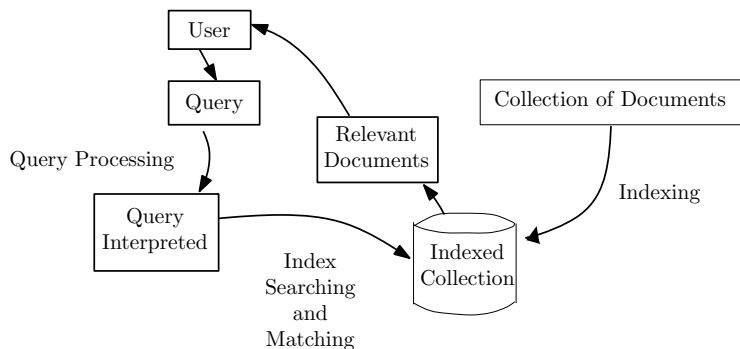 User
Query
Collection of Documents
Relevant
Documents
Query Processing
Indexing
Query
Interpreted
Indexed
Collection
Index
Searching
and
Matching